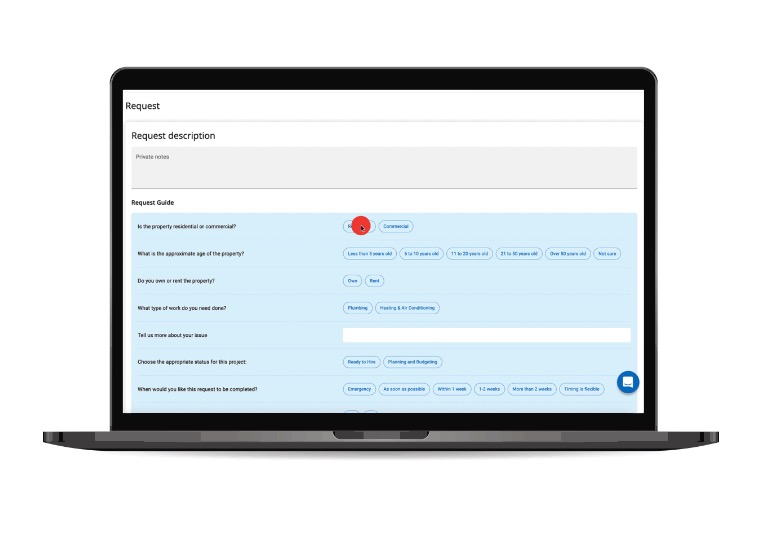 Request
Request description
Private notes
Request Guide
Is the property residential or commercial? Commercial
What is the approximate age of the property? Less than 5 years old 5 to 10 years old 11 to 20 years old 21 to 50 years old Over 50 years old Not sure
Do you own or rent the property? Own Rent
What type of work do you need done? Plumbing Heating & Air Conditioning
Tell us more about your issue
Choose the appropriate status for this project: Ready to Hire Planning and Budgeting
When would you like this request to be completed? Emergency As soon as possible Within 1 week 1-2 weeks More than 2 weeks Timing is flexible